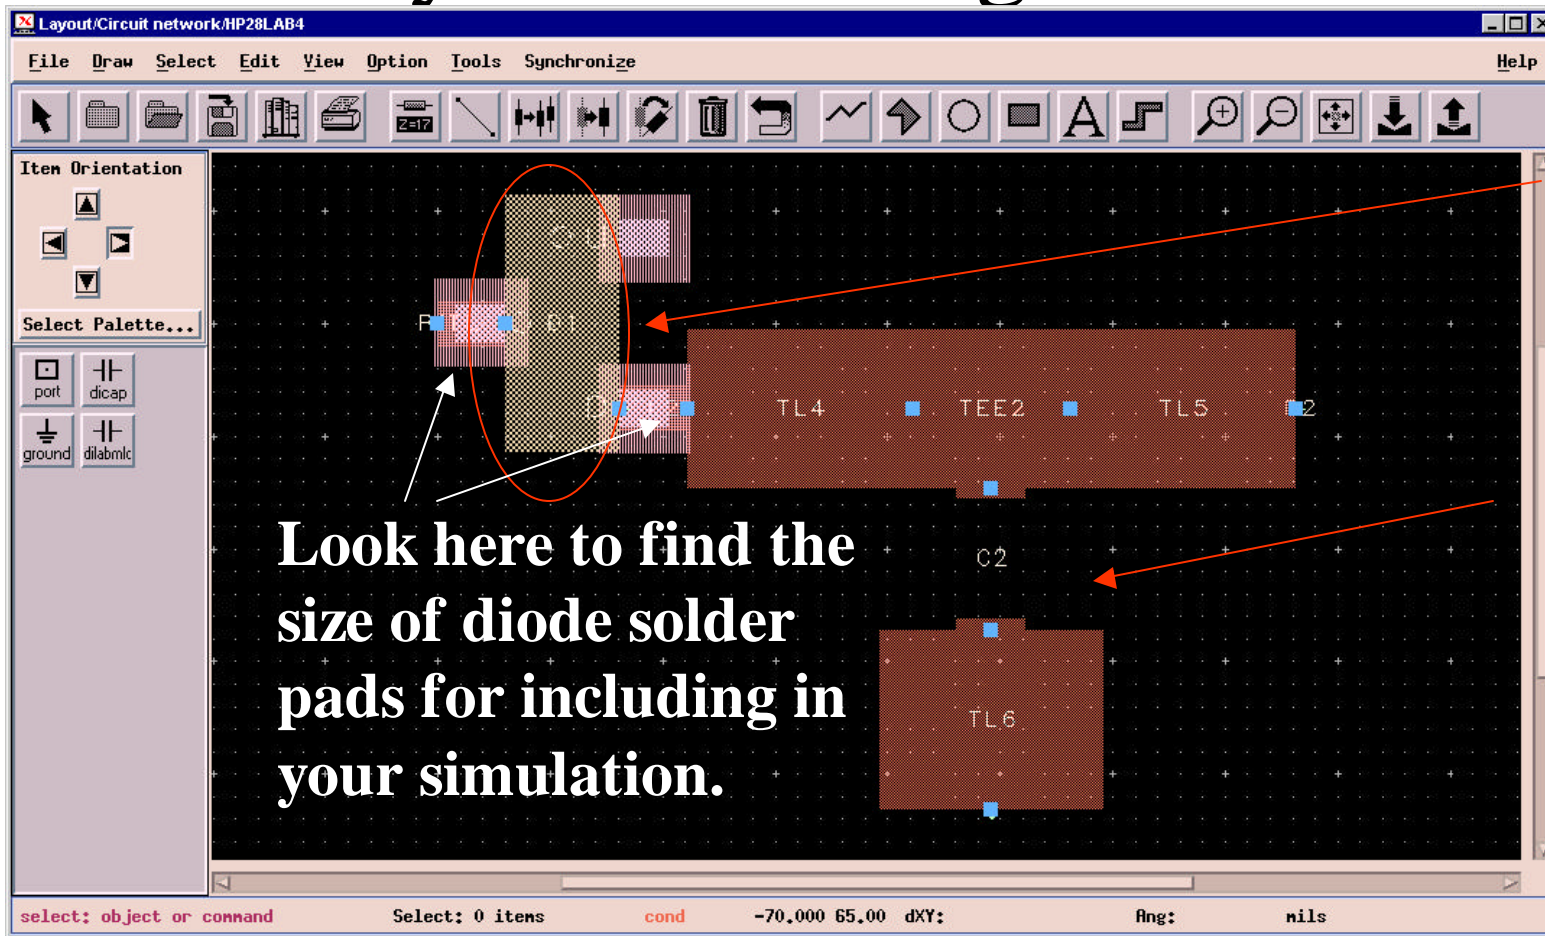 Layout/Circuit network/HP28LAB4
File Draw Select Edit View Option Tools Synchronize Help
Z=17
A
Item Orientation
Select Palette...
port dicap
ground dilabmlc
B1
TL4 TEE2 TL5
C2
TL6
Look here to find the
size of diode solder
pads for including in
your simulation.
select: object or command Select: 0 items cond -70.000 65.00 dXY: Ang: mils